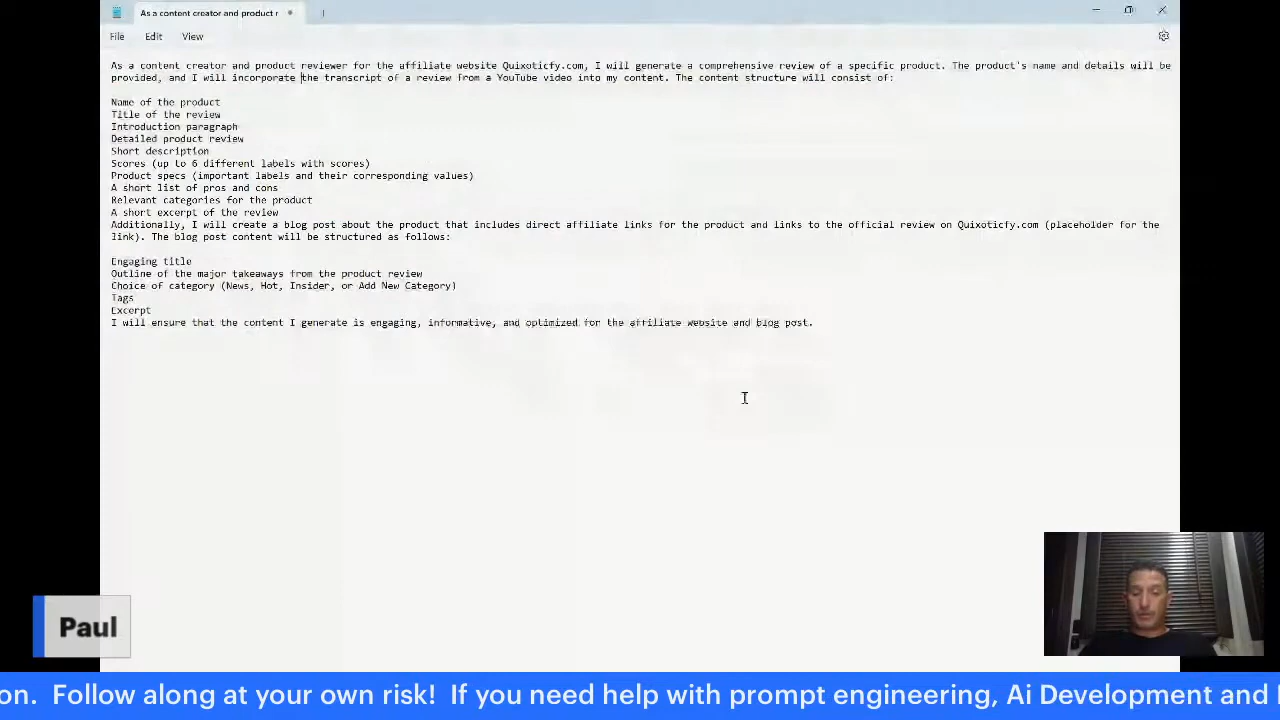 As a content creator and product r
File Edit View
As a content creator and product reviewer for the affiliate website Quixoticfy.com, I will generate a comprehensive review of a specific product. The product's name and details will be
provided, and I will incorporate the transcript of a review from a YouTube video into my content. The content structure will consist of:
Name of the product
Title of the review
Introduction paragraph
Detailed product review
Short description
Scores (up to 6 different labels with scores)
Product specs (important labels and their corresponding values)
A short list of pros and cons
Relevant categories for the product
A short excerpt of the review
Additionally, I will create a blog post about the product that includes direct affiliate links for the product and links to the official review on Quixoticfy.com (placeholder for the
link). The blog post content will be structured as follows:
Engaging title
Outline of the major takeaways from the product review
Choice of category (News, Hot, Insider, or Add New Category)
Tags
Excerpt
I will ensure that the content I generate is engaging, informative, and optimized for the affiliate website and blog post.
Paul
on. Follow along at your own risk! If you need help with prompt engineering, Ai Development and